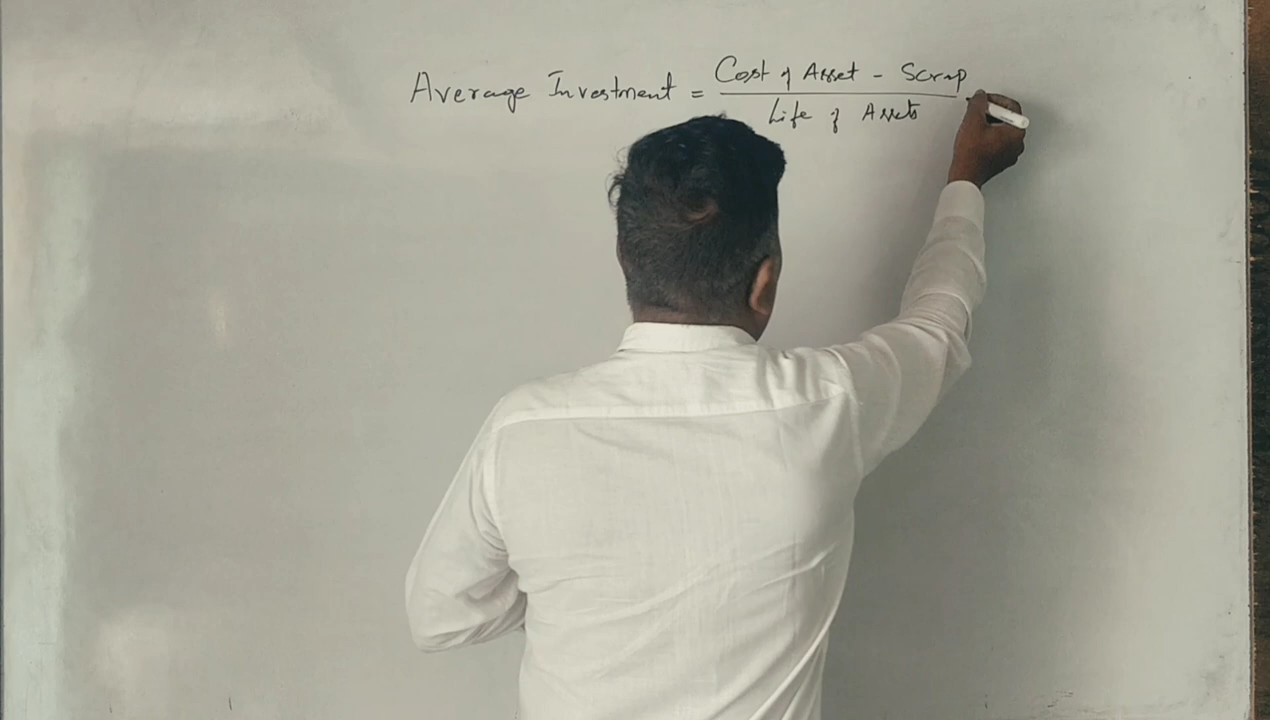 Average Investment = Cost of Asset - Scrap
Life of Assets